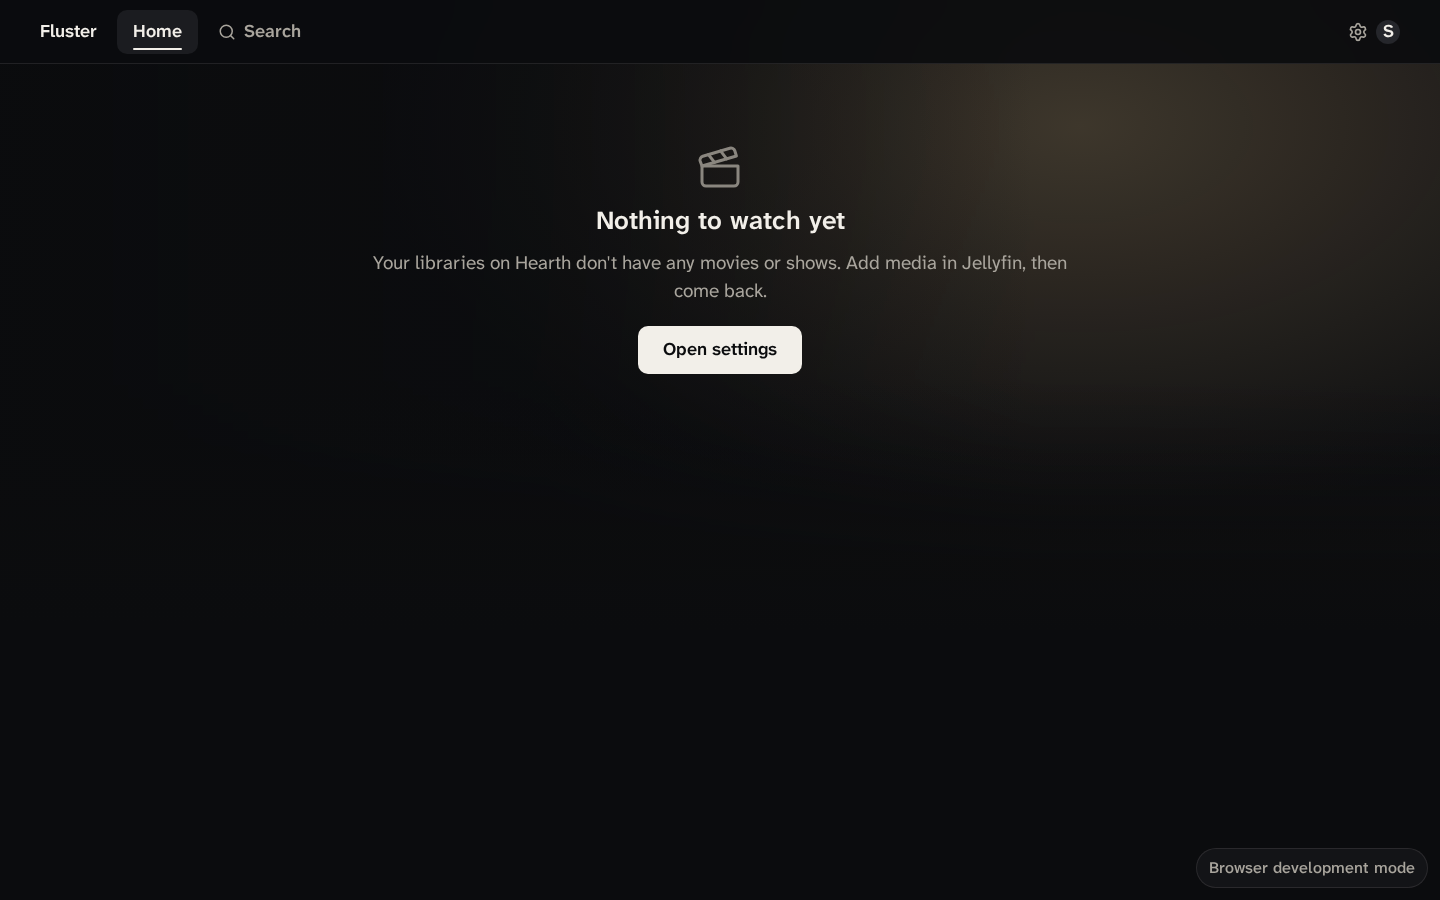 Fluster
Home
Search
S
Nothing to watch yet
Your libraries on Hearth don't have any movies or shows. Add media in Jellyfin, then
come back.
Open settings
Browser development mode